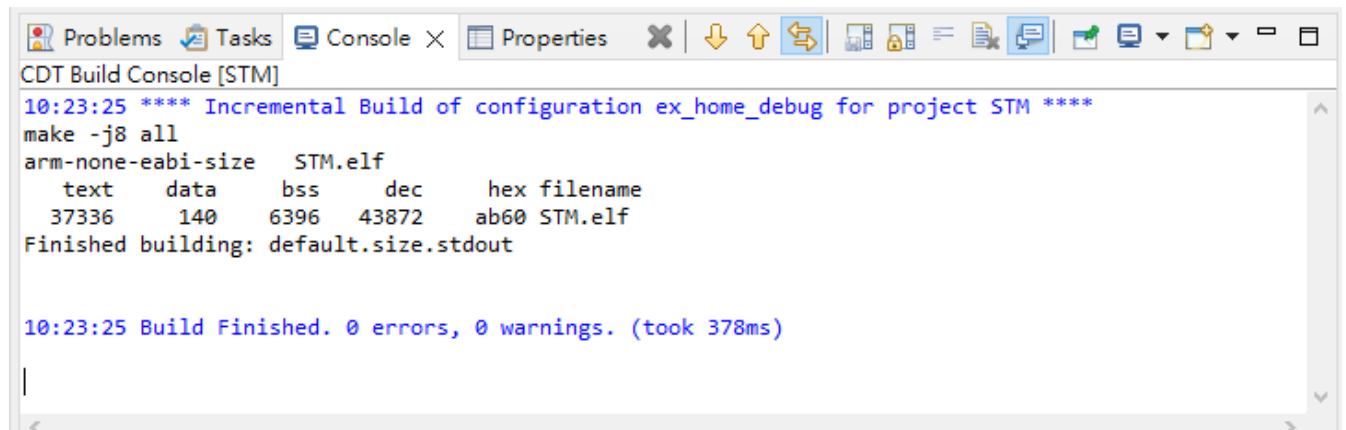 Problems Tasks Console Properties
CDT Build Console [STM]
10:23:25 **** Incremental Build of configuration ex_home_debug for project STM ****
make -j8 all
arm-none-eabi-size   STM.elf
   text    data     bss     dec     hex filename
  37336     140    6396   43872    ab60 STM.elf
Finished building: default.size.stdout
10:23:25 Build Finished. 0 errors, 0 warnings. (took 378ms)